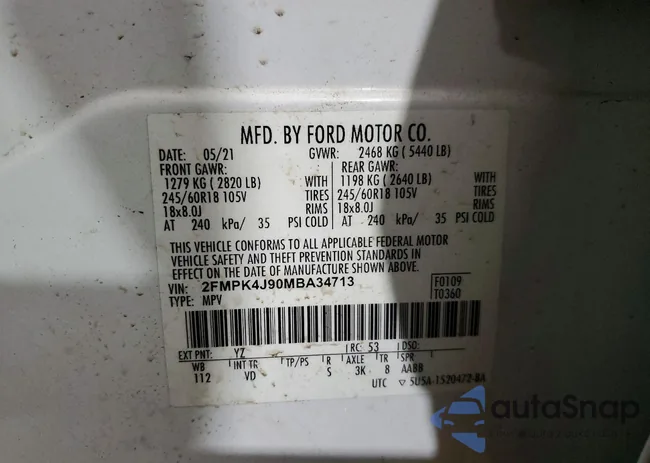 MFD. BY FORD MOTOR CO.
DATE: 05/21 GVWR: 2468 KG ( 5440 LB)
FRONT GAWR: REAR GAWR:
1279 KG ( 2820 LB) WITH 1198 KG ( 2640 LB) WITH
245/60R18 105V TIRES 245/60R18 105V TIRES
18x8.0J RIMS 18x8.0J RIMS
AT 240 kPa/ 35 PSI COLD AT 240 kPa/ 35 PSI COLD
THIS VEHICLE CONFORMS TO ALL APPLICABLE FEDERAL MOTOR
VEHICLE SAFETY AND THEFT PREVENTION STANDARDS IN
EFFECT ON THE DATE OF MANUFACTURE SHOWN ABOVE.
VIN: 2FMPK4J90MBA34713 F0109
TYPE: MPV T0360
EXT PNT: YZ RC: 53 DSO:
WB INT TR TP/PS R AXLE TR SPR
112 VD S 3K 8 AABB
UTC 5U5A-1520472-BA
autoSnap